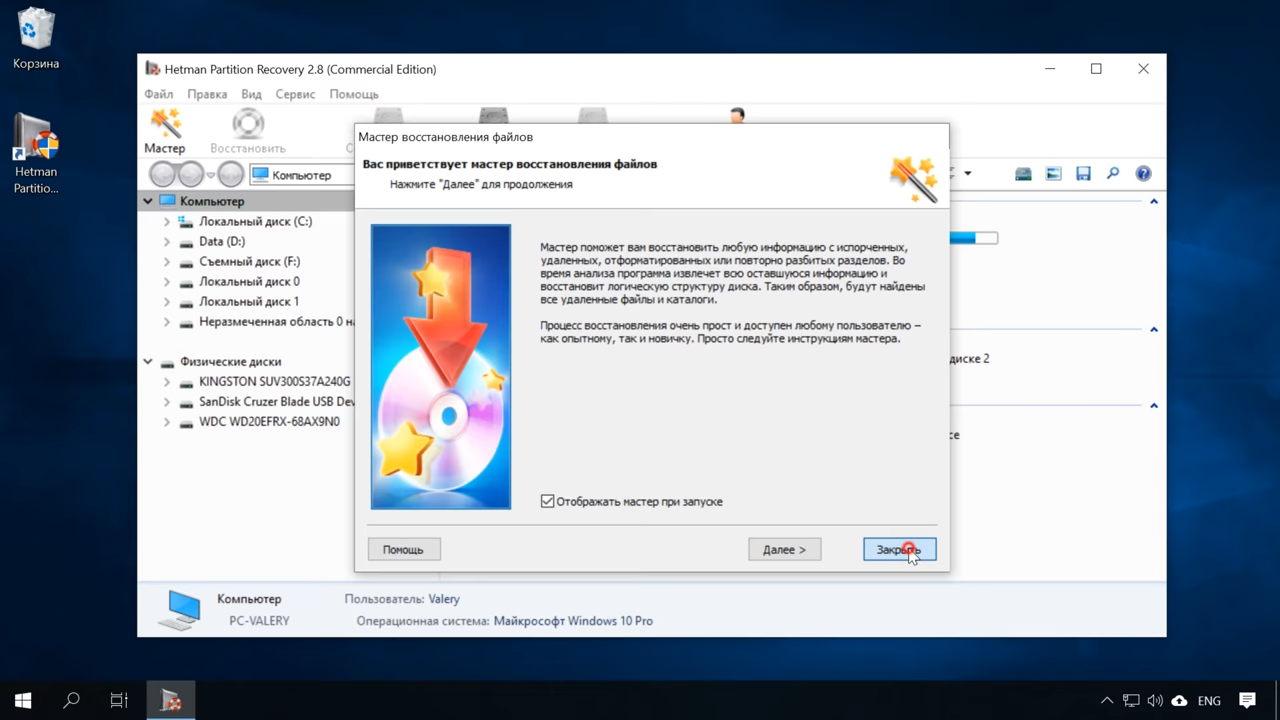 Корзина
Hetman
Partitio...
Hetman Partition Recovery 2.8 (Commercial Edition)
Файл Правка Вид Сервис Помощь
Мастер Восстановить
Компьютер
Компьютер
Локальный диск (C:)
Data (D:)
Съемный диск (F:)
Локальный диск 0
Локальный диск 1
Неразмеченная область 0
Физические диски
KINGSTON SUV300S37A240G
SanDisk Cruzer Blade USB
WDC WD20EFRX-68AX9N0
Мастер восстановления файлов
Вас приветствует мастер восстановления файлов
Нажмите "Далее" для продолжения
Мастер поможет вам восстановить любую информацию с испорченных,
удаленных, отформатированных или повторно разбитых разделов. Во
время анализа программа извлечет всю оставшуюся информацию и
восстановит логическую структуру диска. Таким образом, будут найдены
все удаленные файлы и каталоги.
Процесс восстановления очень прост и доступен любому пользователю –
как опытному, так и новичку. Просто следуйте инструкциям мастера.
Отображать мастер при запуске
Помощь Далее > Закрыть
диске 2
Компьютер
PC-VALERY
Пользователь: Valery
Операционная система: Майкрософт Windows 10 Pro
ENG